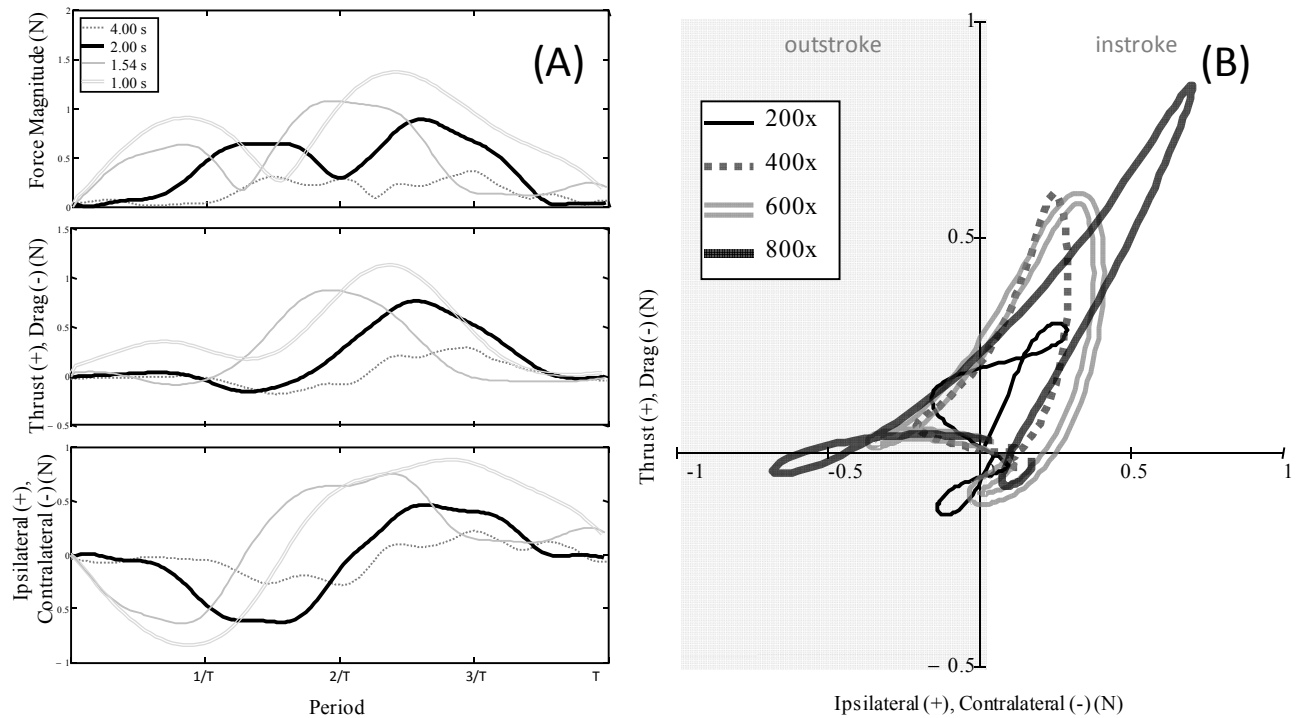 (A)
4.00 s
2.00 s
1.54 s
1.00 s
Force Magnitude (N)
2
1.5
1
0.5
0
Thrust (+), Drag (-) (N)
1.5
1
0.5
0
– 0.5
Ipsilateral (+),
Contralateral (-) (N)
1
0.5
0
0.5
– 1
1/T
2/T
3/T
T
Period
(B)
outstroke
instroke
200x
400x
600x
800x
Thrust (+), Drag (-) (N)
1
0.5
-1
-0.5
0.5
1
– 0.5
Ipsilateral (+), Contralateral (-) (N)